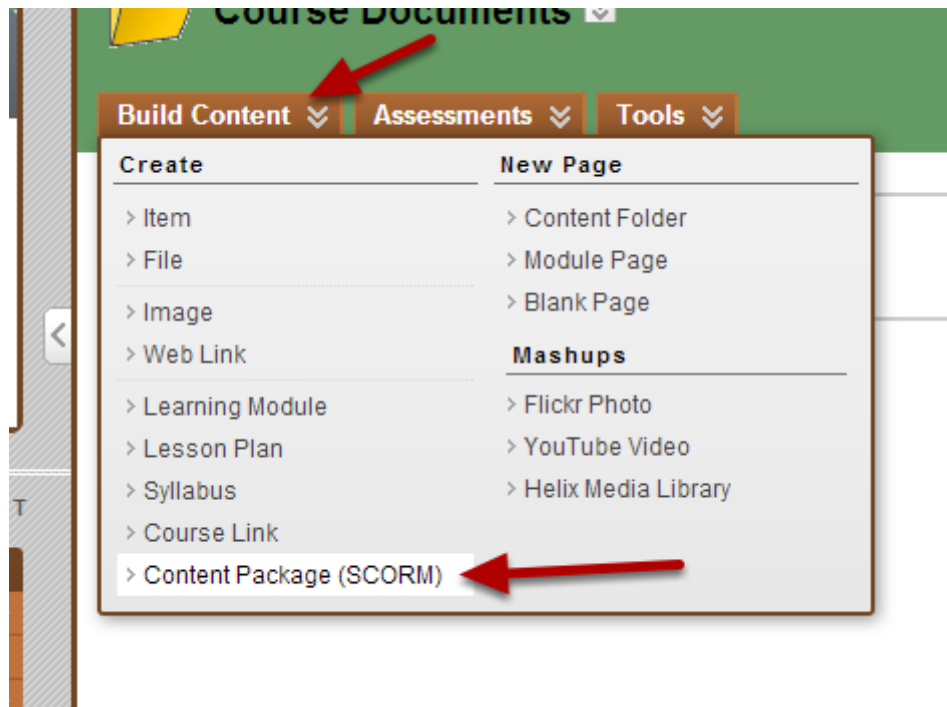 Course Documents
Build Content
Assessments
Tools
Create
> Item
> File
> Image
> Web Link
> Learning Module
> Lesson Plan
> Syllabus
> Course Link
> Content Package (SCORM)
New Page
> Content Folder
> Module Page
> Blank Page
Mashups
> Flickr Photo
> YouTube Video
> Helix Media Library
T